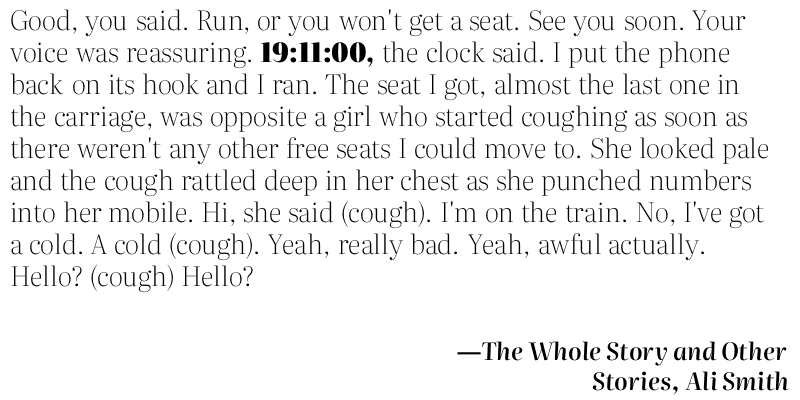 Good, you said. Run, or you won't get a seat. See you soon. Your
voice was reassuring. 19:11:00, the clock said. I put the phone
back on its hook and I ran. The seat I got, almost the last one in
the carriage, was opposite a girl who started coughing as soon as
there weren't any other free seats I could move to. She looked pale
and the cough rattled deep in her chest as she punched numbers
into her mobile. Hi, she said (cough). I'm on the train. No, I've got
a cold. A cold (cough). Yeah, really bad. Yeah, awful actually.
Hello? (cough) Hello?
—The Whole Story and Other
Stories, Ali Smith